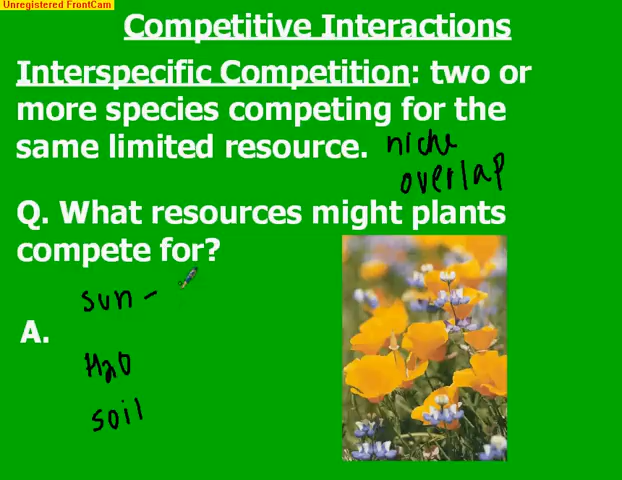 Unregistered FrontCam
Competitive Interactions
Interspecific Competition: two or
more species competing for the
same limited resource. niche
overlap
Q. What resources might plants
compete for?
sun –
A.
H2O
soil